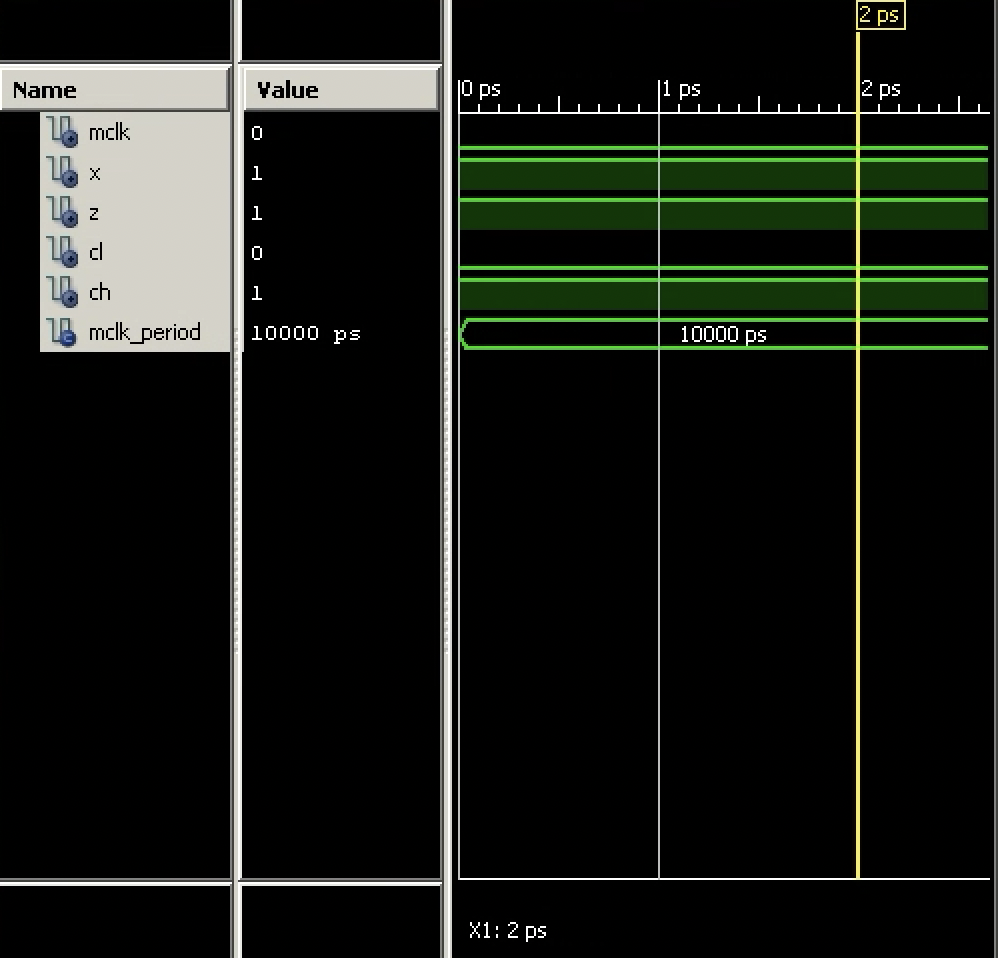 2 ps
Name Value 0 ps 1 ps 2 ps
mclk 0
x 1
z 1
cl 0
ch 1
mclk_period 10000 ps 10000 ps
X1: 2 ps